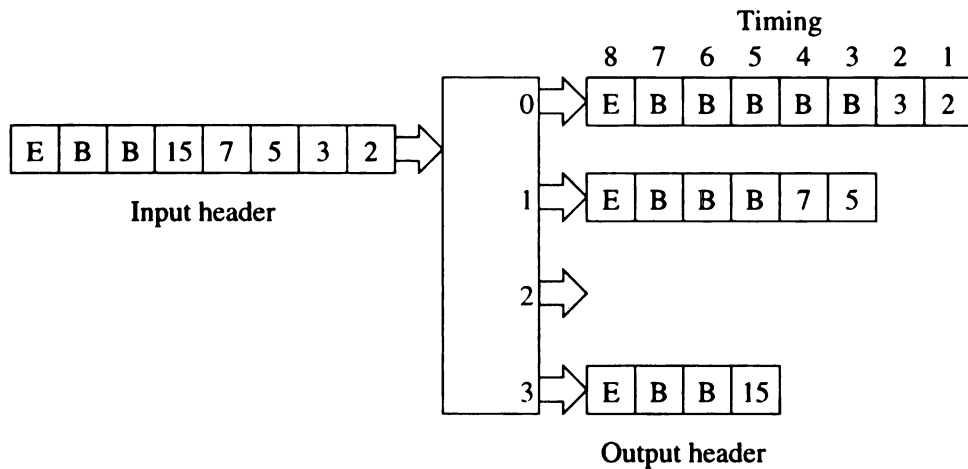 Timing
8 7 6 5 4 3 2 1
0 E B B B B B 3 2
E B B 15 7 5 3 2
Input header
1 E B B B 7 5
2
3 E B B 15
Output header